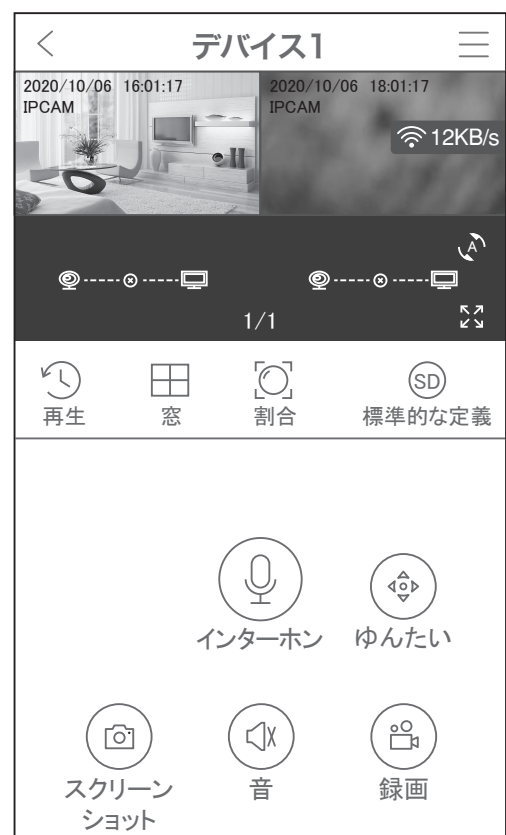 デバイス1
2020/10/06 16:01:17
IPCAM
2020/10/06 18:01:17
IPCAM
12KB/s
A
1/1
SD
再生
窓
割合
標準的な定義
インターホン
ゆんたい
スクリーン
ショット
音
録画